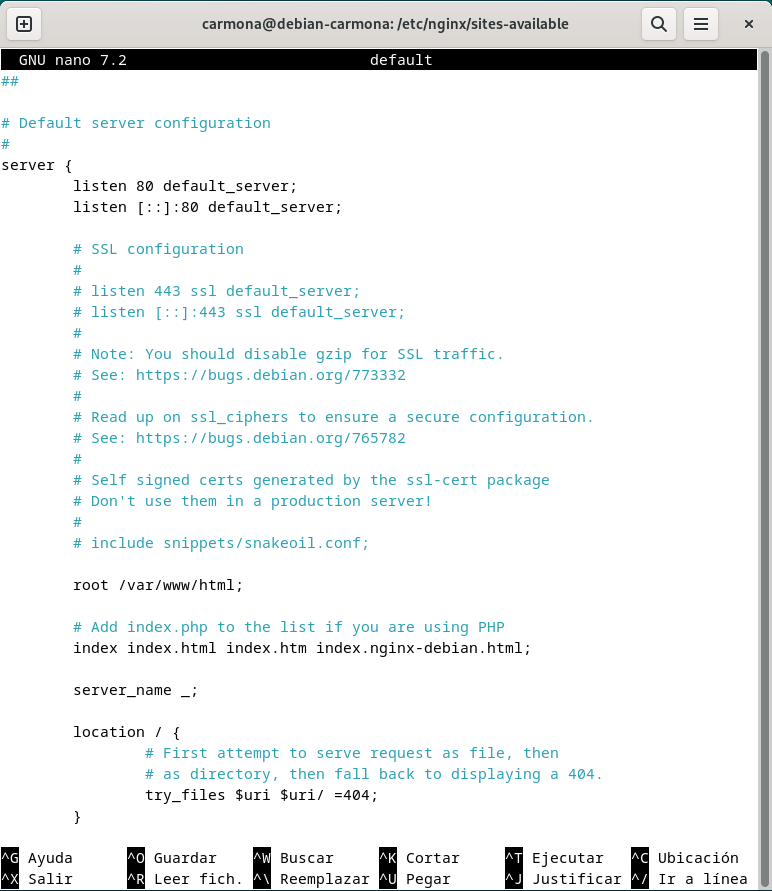 carmona@debian-carmona: /etc/nginx/sites-available
GNU nano 7.2 default
##
# Default server configuration
#
server {
listen 80 default_server;
listen [::]:80 default_server;
# SSL configuration
#
# listen 443 ssl default_server;
# listen [::]:443 ssl default_server;
#
# Note: You should disable gzip for SSL traffic.
# See: https://bugs.debian.org/773332
#
# Read up on ssl_ciphers to ensure a secure configuration.
# See: https://bugs.debian.org/765782
#
# Self signed certs generated by the ssl-cert package
# Don't use them in a production server!
#
# include snippets/snakeoil.conf;
root /var/www/html;
# Add index.php to the list if you are using PHP
index index.html index.htm index.nginx-debian.html;
server_name _;
location / {
# First attempt to serve request as file, then
# as directory, then fall back to displaying a 404.
try_files $uri $uri/ =404;
}
^G Ayuda ^O Guardar ^W Buscar ^K Cortar ^T Ejecutar ^C Ubicación
^X Salir ^R Leer fich. ^\ Reemplazar ^U Pegar ^J Justificar ^/ Ir a línea